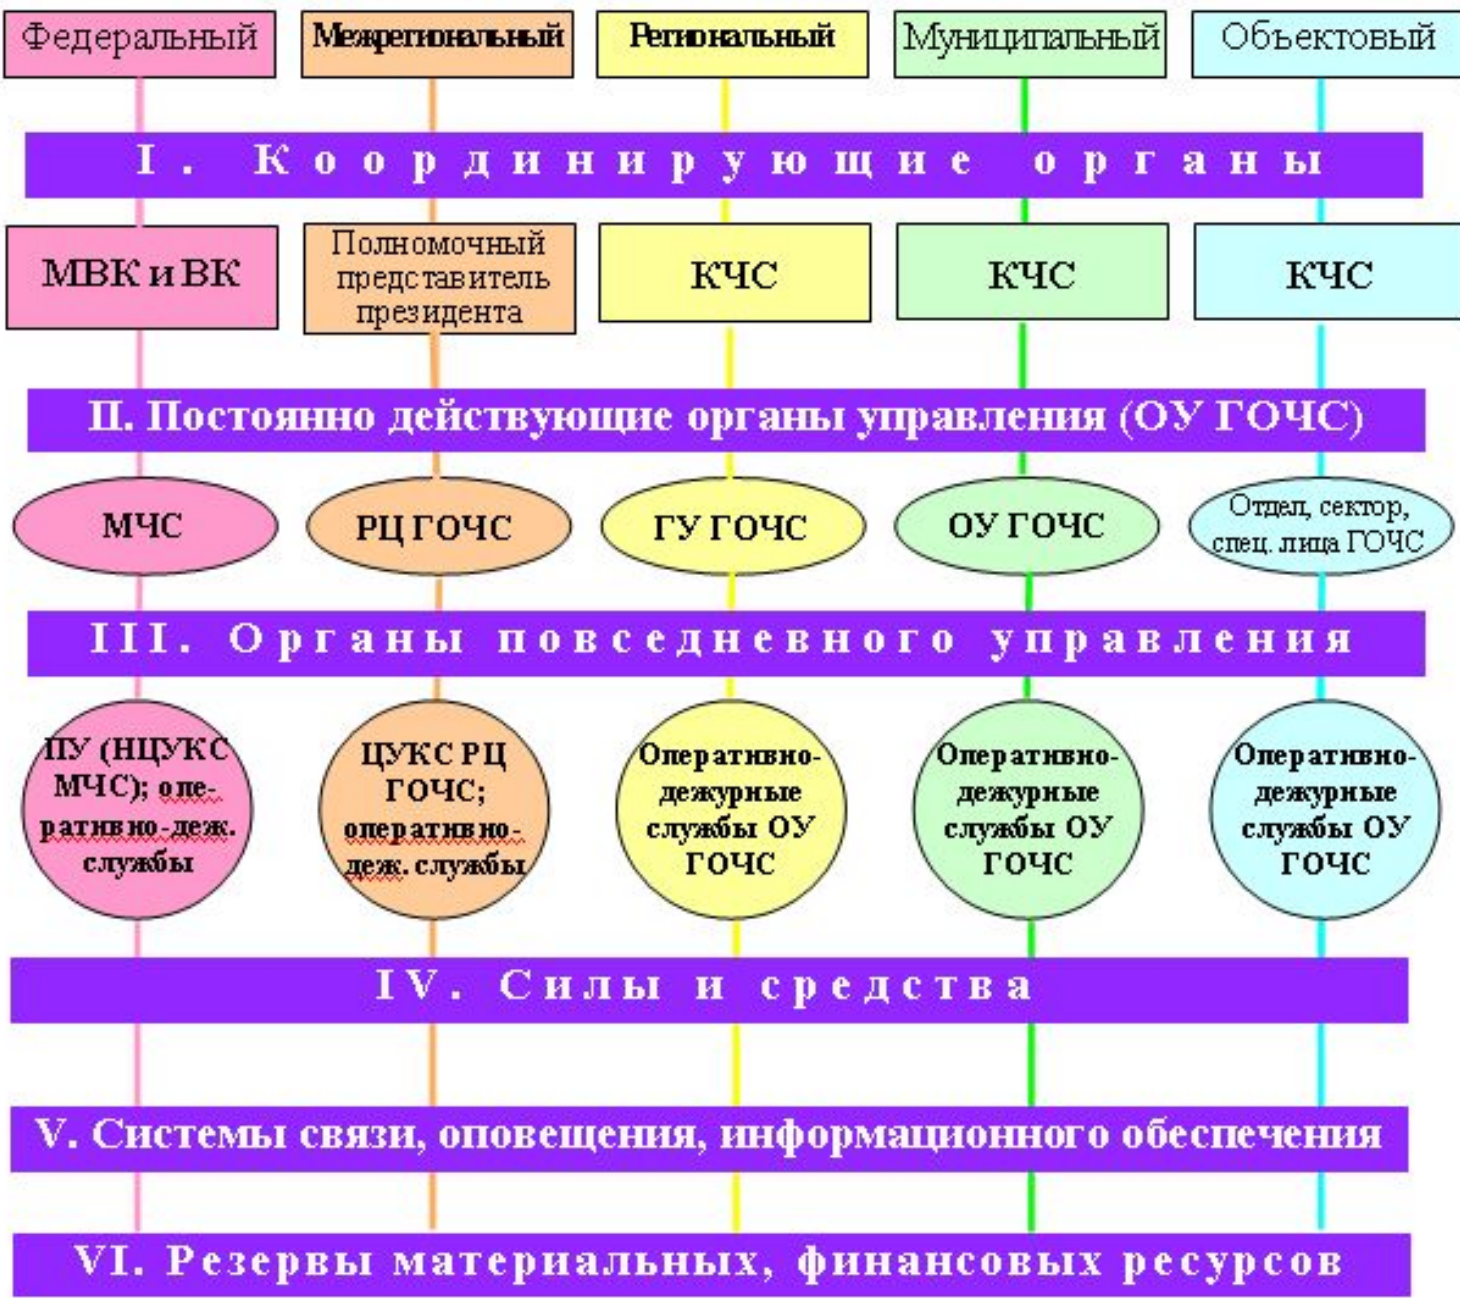 Федеральный
Межрегиональный
Региональный
Муниципальный
Объектовый
I. Координирующие органы
МВК и ВК
Полномочный
представитель
президента
КЧС
КЧС
КЧС
II. Постоянно действующие органы управления (ОУ ГОЧС)
МЧС
РЦ ГОЧС
ГУ ГОЧС
ОУ ГОЧС
Отдел, сектор,
спец. лица ГОЧС
III. Органы повседневного управления
ПУ (НЦУКС
МЧС); опе-
ративно-деж.
службы
ЦУКС РЦ
ГОЧС;
оперативно-
деж. службы
Оперативно-
дежурные
службы ОУ
ГОЧС
Оперативно-
дежурные
службы ОУ
ГОЧС
Оперативно-
дежурные
службы ОУ
ГОЧС
IV. Силы и средства
V. Системы связи, оповещения, информационного обеспечения
VI. Резервы материальных, финансовых ресурсов